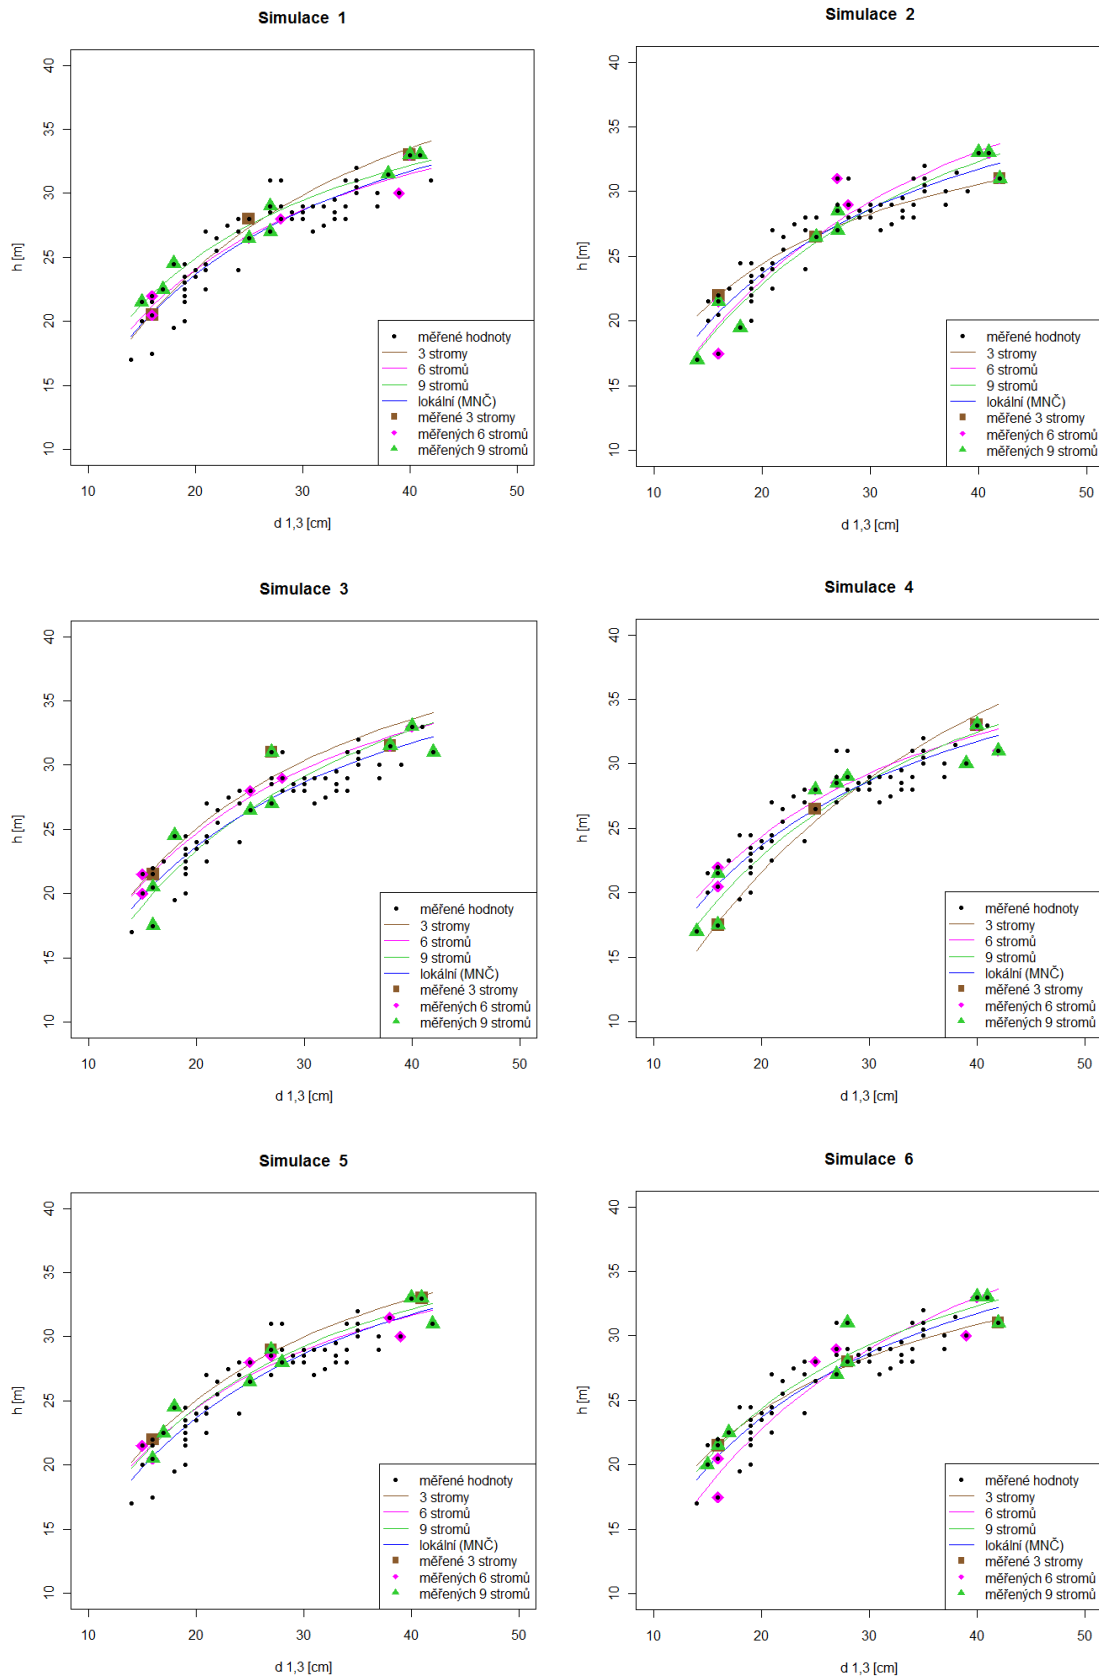 Simulace 1
40
35
30
25
20
15
10
h [m]
měřené hodnoty
3 stromy
6 stromů
9 stromů
lokální (MNČ)
měřené 3 stromy
měřených 6 stromů
měřených 9 stromů
10 20 30 40 50
d 1,3 [cm]
Simulace 2
40
35
30
25
20
15
10
h [m]
měřené hodnoty
3 stromy
6 stromů
9 stromů
lokální (MNČ)
měřené 3 stromy
měřených 6 stromů
měřených 9 stromů
10 20 30 40 50
d 1,3 [cm]
Simulace 3
40
35
30
25
20
15
10
h [m]
měřené hodnoty
3 stromy
6 stromů
9 stromů
lokální (MNČ)
měřené 3 stromy
měřených 6 stromů
měřených 9 stromů
10 20 30 40 50
d 1,3 [cm]
Simulace 4
40
35
30
25
20
15
10
h [m]
měřené hodnoty
3 stromy
6 stromů
9 stromů
lokální (MNČ)
měřené 3 stromy
měřených 6 stromů
měřených 9 stromů
10 20 30 40 50
d 1,3 [cm]
Simulace 5
40
35
30
25
20
15
10
h [m]
měřené hodnoty
3 stromy
6 stromů
9 stromů
lokální (MNČ)
měřené 3 stromy
měřených 6 stromů
měřených 9 stromů
10 20 30 40 50
d 1,3 [cm]
Simulace 6
40
35
30
25
20
15
10
h [m]
měřené hodnoty
3 stromy
6 stromů
9 stromů
lokální (MNČ)
měřené 3 stromy
měřených 6 stromů
měřených 9 stromů
10 20 30 40 50
d 1,3 [cm]